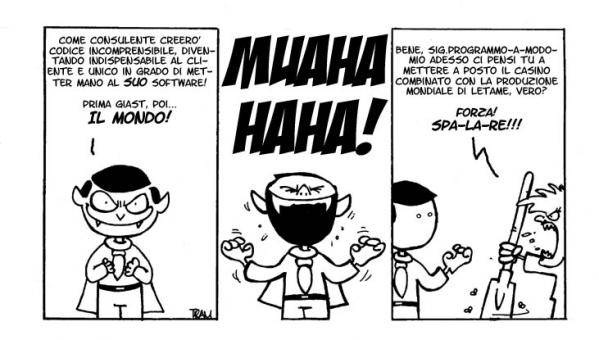 COME CONSULENTE CREERO'
CODICE INCOMPRENSIBILE, DIVEN-
TANDO INDISPENSABILE AL CLI-
ENTE E UNICO IN GRADO DI MET-
TER MANO AL SUO SOFTWARE!
PRIMA GIAST, POI...
IL MONDO!
TRAM
MUAHA
HAHA!
BENE, SIG.PROGRAMMO-A-MODO-
MIO ADESSO CI PENSI TU A
METTERE A POSTO IL CASINO
COMBINATO CON LA PRODUZIONE
MONDIALE DI LETAME, VERO?
FORZA!
SPA-LA-RE!!!